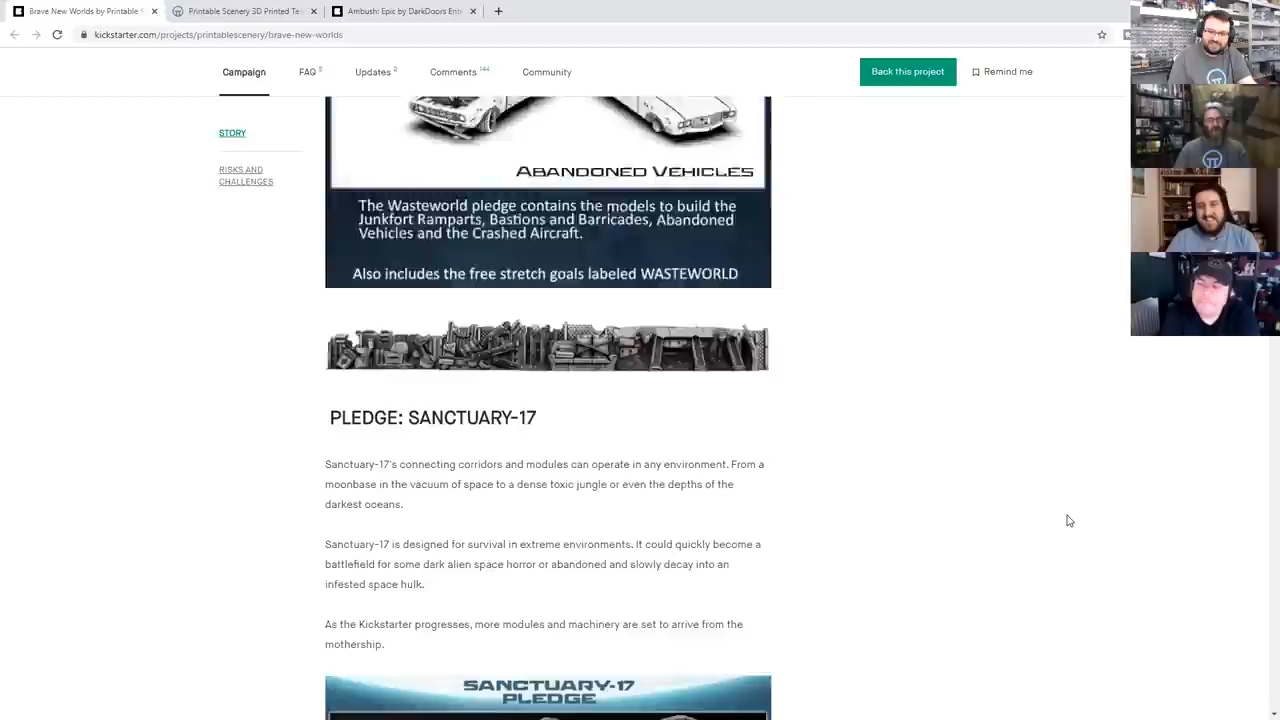 Brave New Worlds by Printable S
Printable Scenery 3D Printed Te
Ambush: Epic by DarkDoors Ente
kickstarter.com/projects/printablescenery/brave-new-worlds
Campaign
FAQ
Updates 2
Comments 144
Community
Back this project
Remind me
STORY
RISKS AND
CHALLENGES
ABANDONED VEHICLES
The Wasteworld pledge contains the models to build the
Junkfort Ramparts, Bastions and Barricades, Abandoned
Vehicles and the Crashed Aircraft.
Also includes the free stretch goals labeled WASTEWORLD
PLEDGE: SANCTUARY-17
Sanctuary-17's connecting corridors and modules can operate in any environment. From a
moonbase in the vacuum of space to a dense toxic jungle or even the depths of the
darkest oceans.
Sanctuary-17 is designed for survival in extreme environments. It could quickly become a
battlefield for some dark alien space horror or abandoned and slowly decay into an
infested space hulk.
As the Kickstarter progresses, more modules and machinery are set to arrive from the
mothership.
SANCTUARY-17
PLEDGE